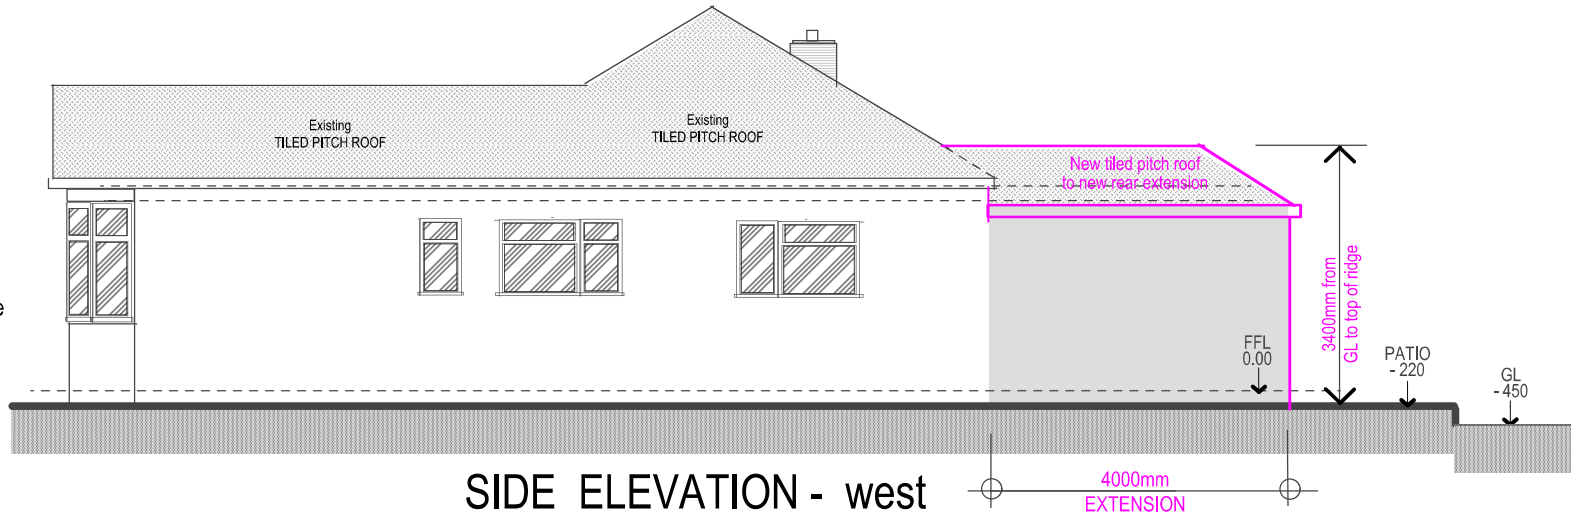 Existing
TILED PITCH ROOF
Existing
TILED PITCH ROOF
New tiled pitch roof
to new rear extension
3400mm from
GL to top of ridge
e
FFL
0.00
PATIO
- 220
GL
- 450
SIDE ELEVATION - west
4000mm
EXTENSION